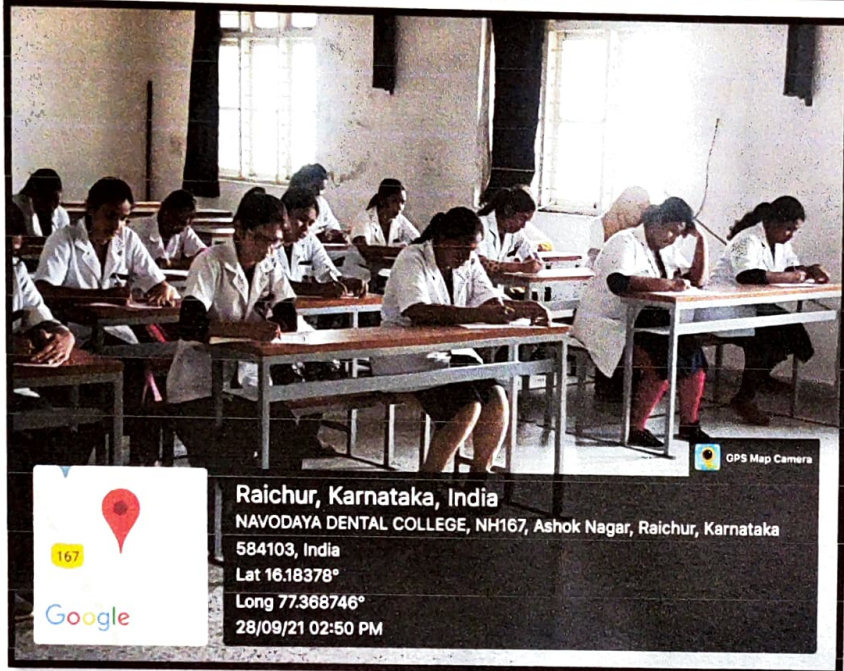 GPS Map Camera
Raichur, Karnataka, India
NAVODAYA DENTAL COLLEGE, NH167, Ashok Nagar, Raichur, Karnataka
584103, India
Lat 16.18378°
Long 77.368746°
28/09/21 02:50 PM
167
Google